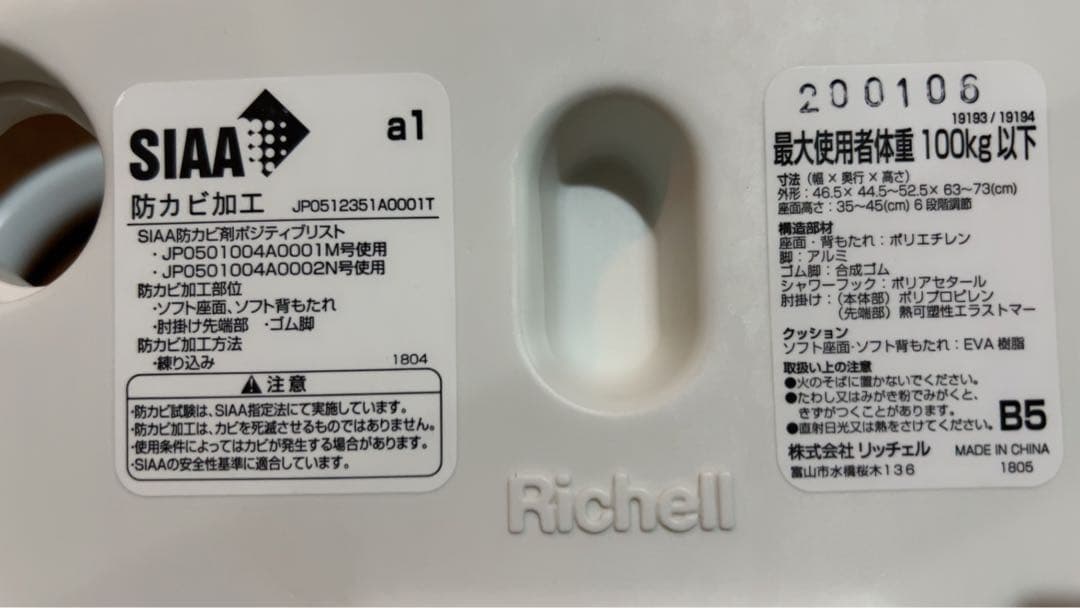 SIAA
a1
防カビ加工 JP0512351A0001T
SIAA防カビ剤ポジティブリスト
・JP0501004A0001M号使用
・JP0501004A0002N号使用
防カビ加工部位
・ソフト座面、ソフト背もたれ
・肘掛け先端部 ・ゴム脚
防カビ加工方法
・練り込み 1804
注意
・防カビ試験は、SIAA指定法にて実施しています。
・防カビ加工は、カビを死滅させるものではありません。
・使用条件によってはカビが発生する場合があります。
・SIAAの安全性基準に適合しています。
Richell
200106
19193/19194
最大使用者体重 100kg以下
寸法（幅×奥行×高さ）
外形：46.5×44.5～52.5×63～73(cm)
座面高さ：35～45(cm) 6段階調節
構造部材
座面・背もたれ：ポリエチレン
脚：アルミ
ゴム脚：合成ゴム
シャワーフック：ポリアセタール
肘掛け：（本体部）ポリプロピレン
（先端部）熱可塑性エラストマー
クッション
ソフト座面・ソフト背もたれ：EVA樹脂
取扱い上の注意
●火のそばに置かないでください。
●たわし又はみがき粉でみがくと、
きずがつくことがあります。
●直射日光又は熱をさけてください。
B5
株式会社 リッチェル MADE IN CHINA
富山市水橋桜木136 1805